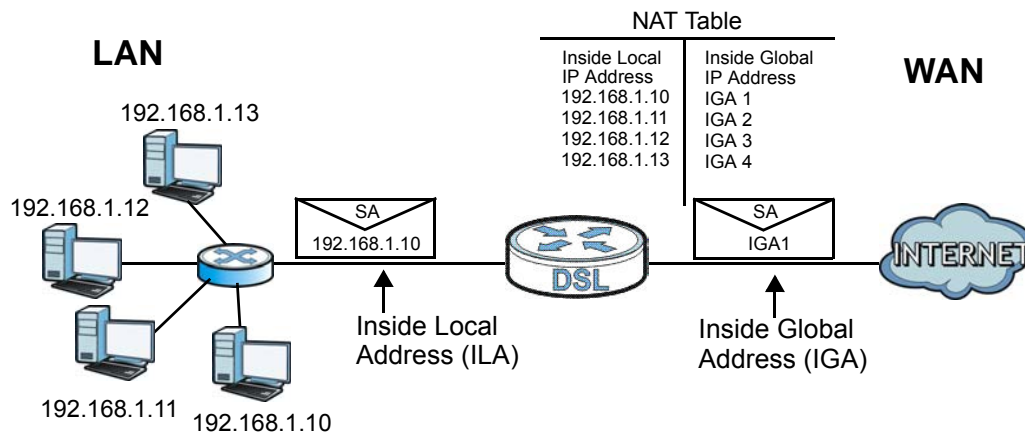 NAT Table
LAN
WAN
Inside Local
IP Address
192.168.1.10
192.168.1.11
192.168.1.12
192.168.1.13
Inside Global
IP Address
IGA 1
IGA 2
IGA 3
IGA 4
192.168.1.13
192.168.1.12
192.168.1.11
192.168.1.10
SA
192.168.1.10
Inside Local
Address (ILA)
DSL
SA
IGA1
Inside Global
Address (IGA)
INTERNET